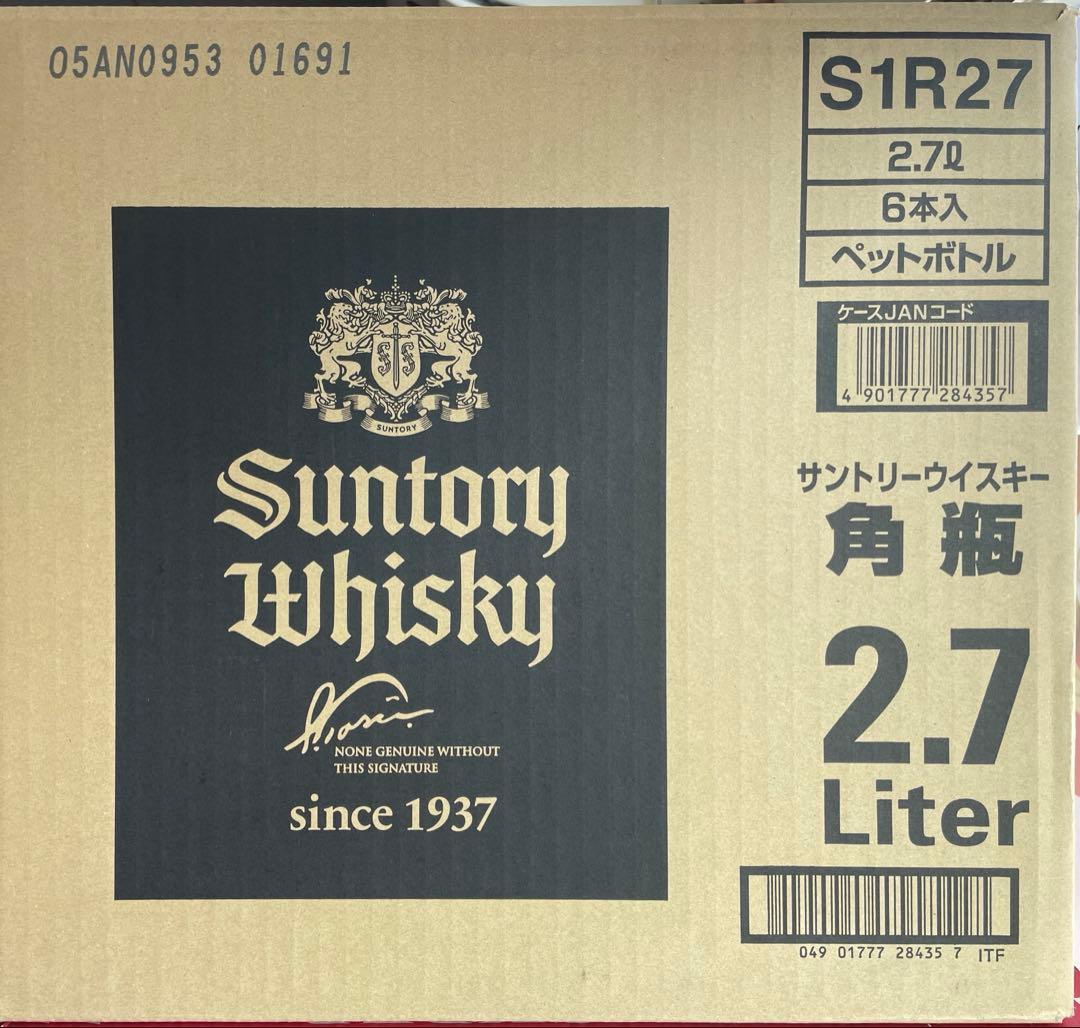 05AN0953 01691
S1R27
2.7ℓ
6本入
ペットボトル
ケースJANコード
4 901777 284357
サントリーウイスキー
角瓶
2.7
Liter
049 01777 28435 7 ITF
SUNTORY
Suntory
Whisky
NONE GENUINE WITHOUT
THIS SIGNATURE
since 1937